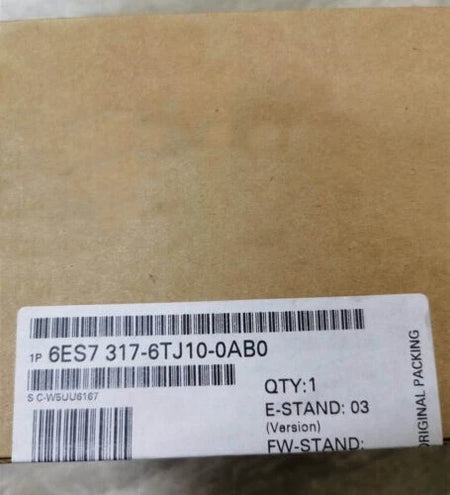 1P 6ES7 317-6TJ10-0AB0
S C-W5UU6167
QTY:1
E-STAND: 03
(Version)
FW-STAND:
ORIGINAL PACKING